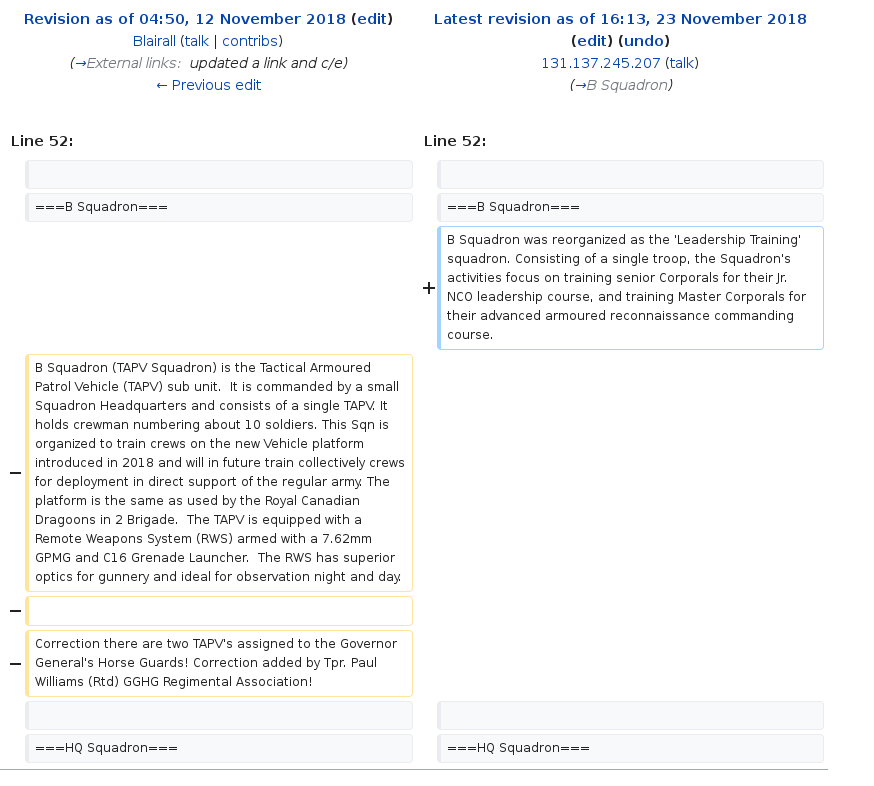 Revision as of 04:50, 12 November 2018 (edit)
Blairall (talk | contribs)
(→External links:  updated a link and c/e)
← Previous edit
Latest revision as of 16:13, 23 November 2018
(edit) (undo)
131.137.245.207 (talk)
(→B Squadron)
Line 52:
Line 52:
===B Squadron===
===B Squadron===
+
B Squadron was reorganized as the 'Leadership Training'
squadron. Consisting of a single troop, the Squadron's
activities focus on training senior Corporals for their Jr.
NCO leadership course, and training Master Corporals for
their advanced armoured reconnaissance commanding
course.
−
B Squadron (TAPV Squadron) is the Tactical Armoured
Patrol Vehicle (TAPV) sub unit.  It is commanded by a small
Squadron Headquarters and consists of a single TAPV. It
holds crewman numbering about 10 soldiers. This Sqn is
organized to train crews on the new Vehicle platform
introduced in 2018 and will in future train collectively crews
for deployment in direct support of the regular army. The
platform is the same as used by the Royal Canadian
Dragoons in 2 Brigade.  The TAPV is equipped with a
Remote Weapons System (RWS) armed with a 7.62mm
GPMG and C16 Grenade Launcher.  The RWS has superior
optics for gunnery and ideal for observation night and day.
−
−
Correction there are two TAPV's assigned to the Governor
General's Horse Guards! Correction added by Tpr. Paul
Williams (Rtd) GGHG Regimental Association!
===HQ Squadron===
===HQ Squadron===